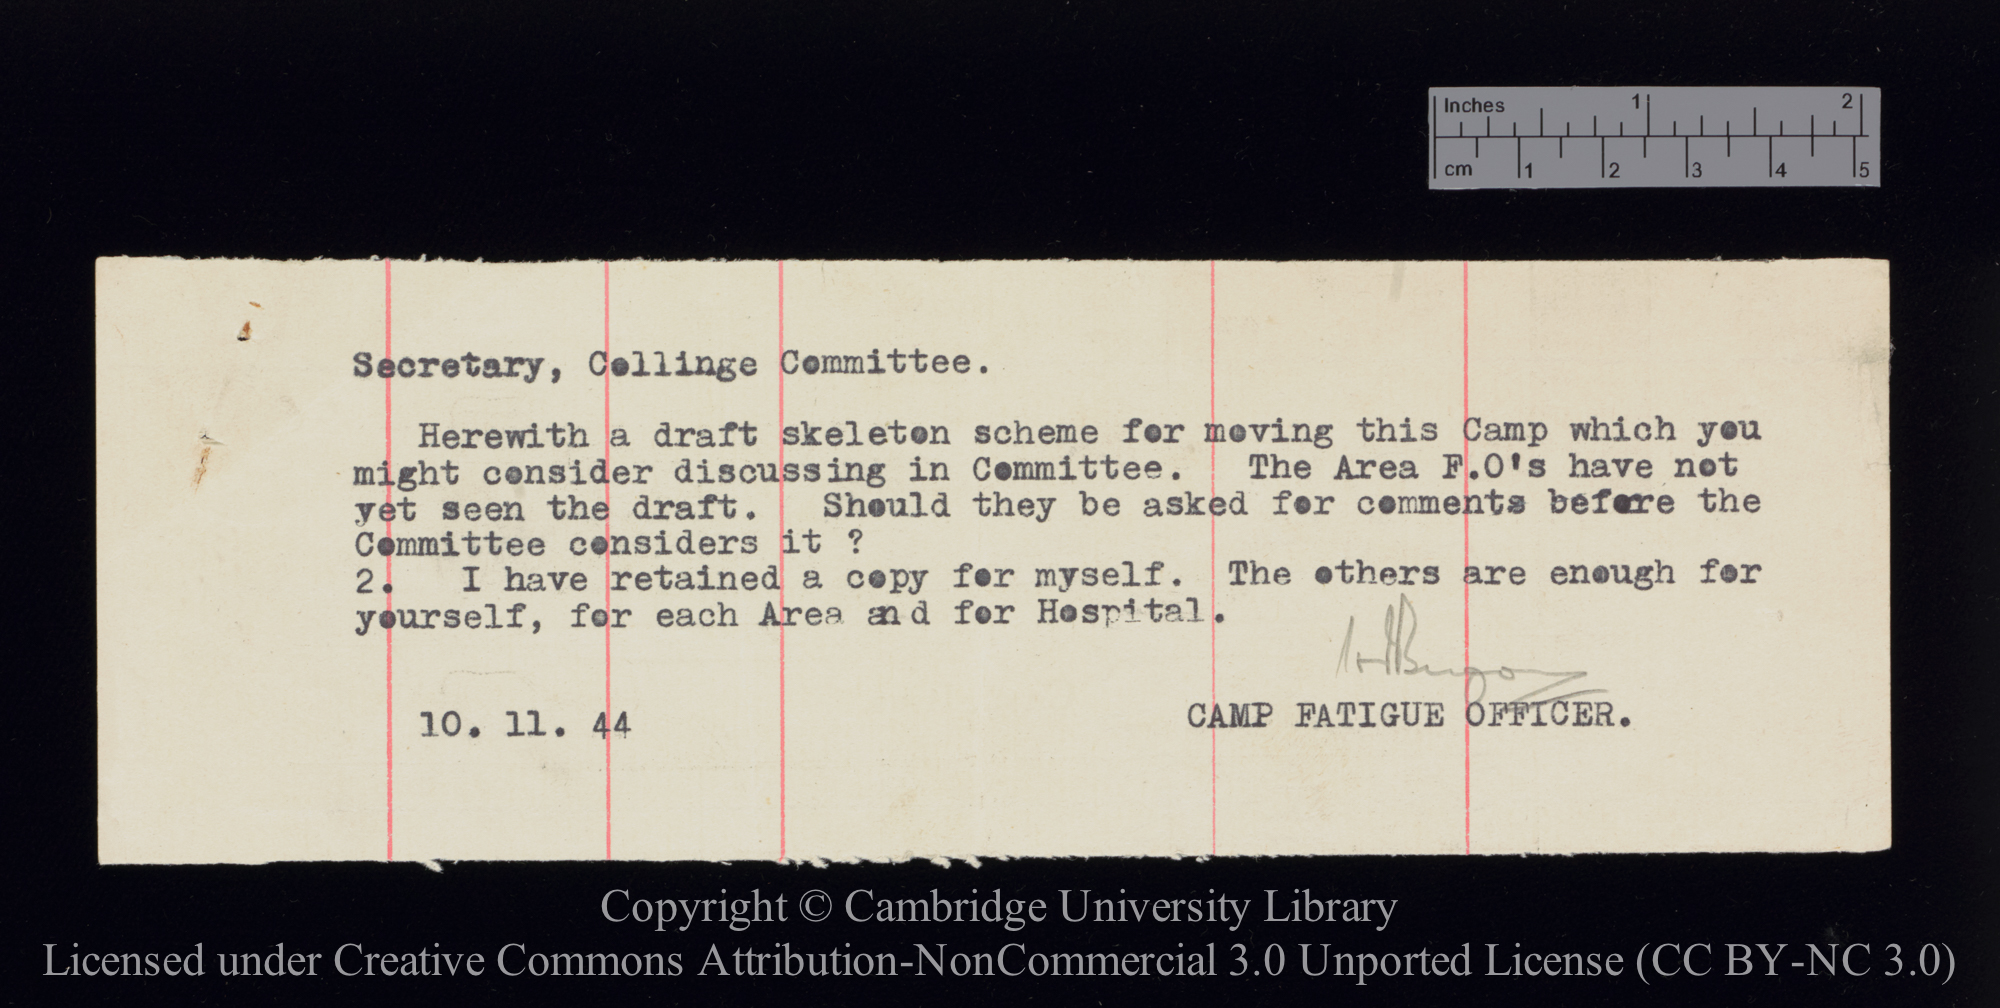 Inches 1 2
cm 1 2 3 4 5
Secretary, Collinge Committee.
Herewith a draft skeleton scheme for moving this Camp which you
might consider discussing in Committee. The Area F.O's have not
yet seen the draft. Should they be asked for comments before the
Committee considers it ?
2. I have retained a copy for myself. The others are enough for
yourself, for each Area and for Hospital.
10. 11. 44
CAMP FATIGUE OFFICER.
Copyright © Cambridge University Library
Licensed under Creative Commons Attribution-NonCommercial 3.0 Unported License (CC BY-NC 3.0)